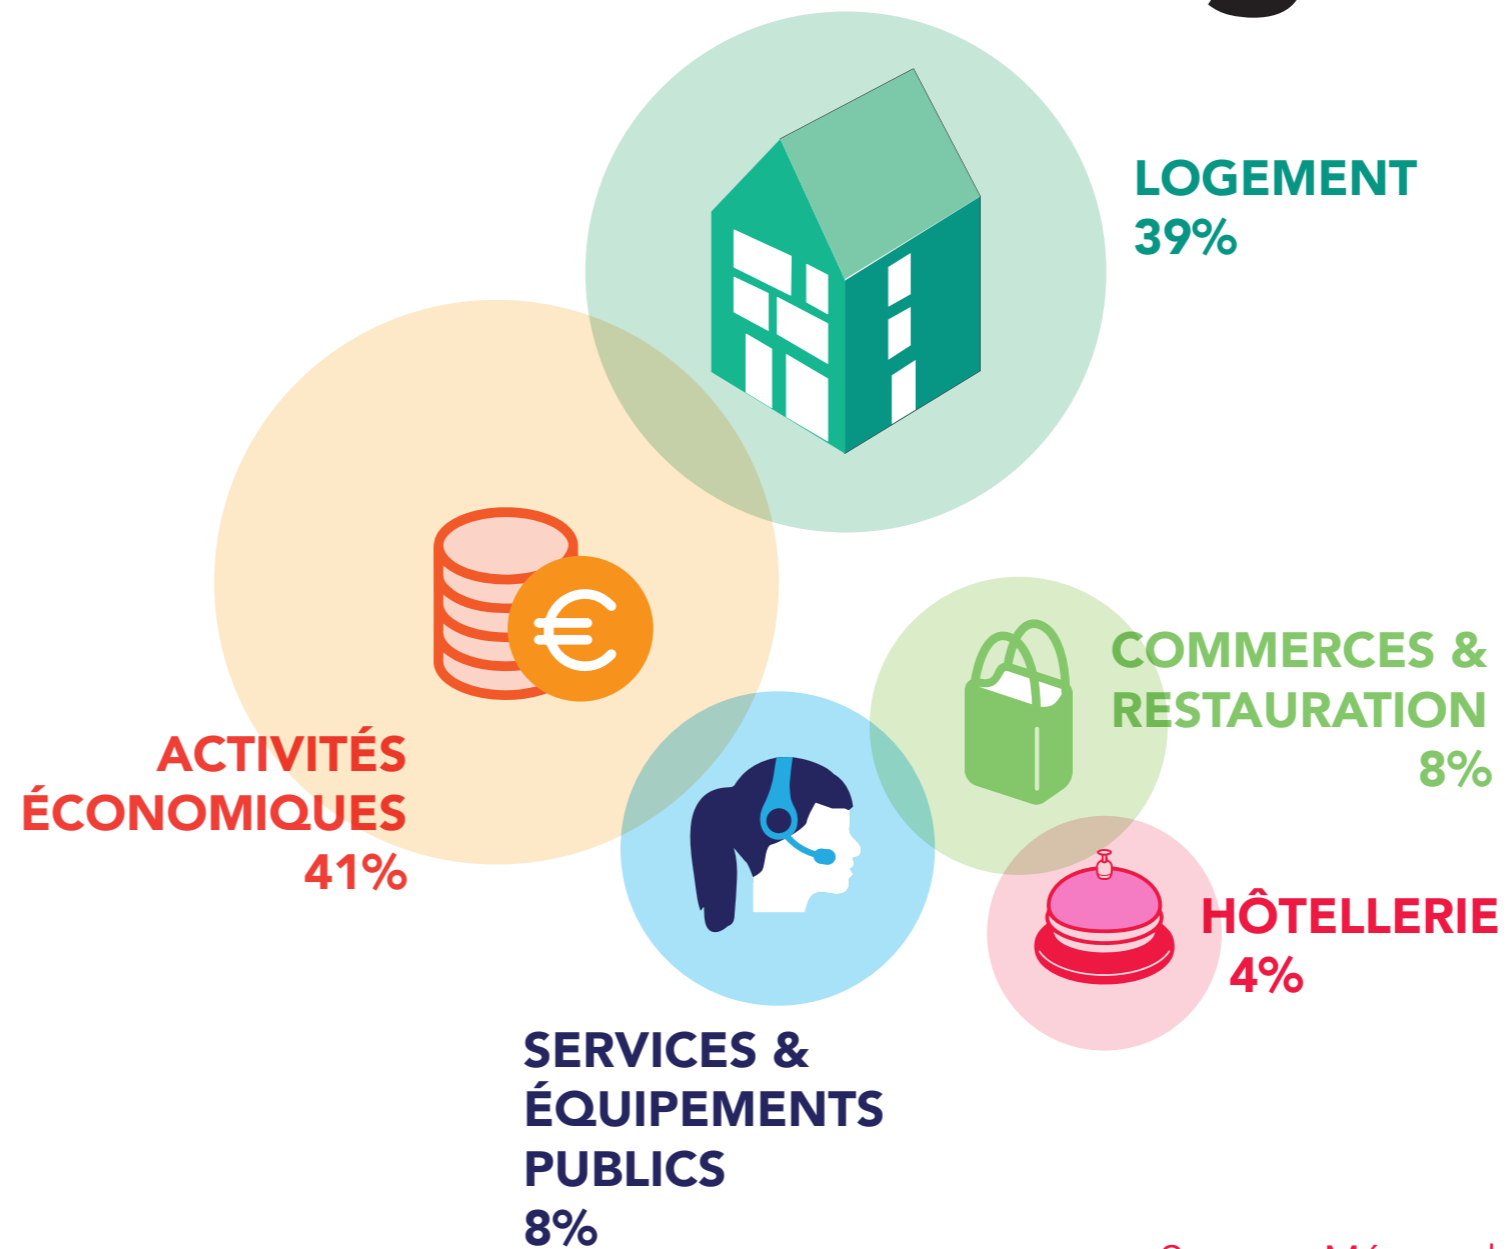 LOGEMENT
39%
COMMERCES &
RESTAURATION
8%
ACTIVITÉS
ÉCONOMIQUES
41%
€
HÔTELLERIE
4%
SERVICES &
ÉQUIPEMENTS
PUBLICS
8%